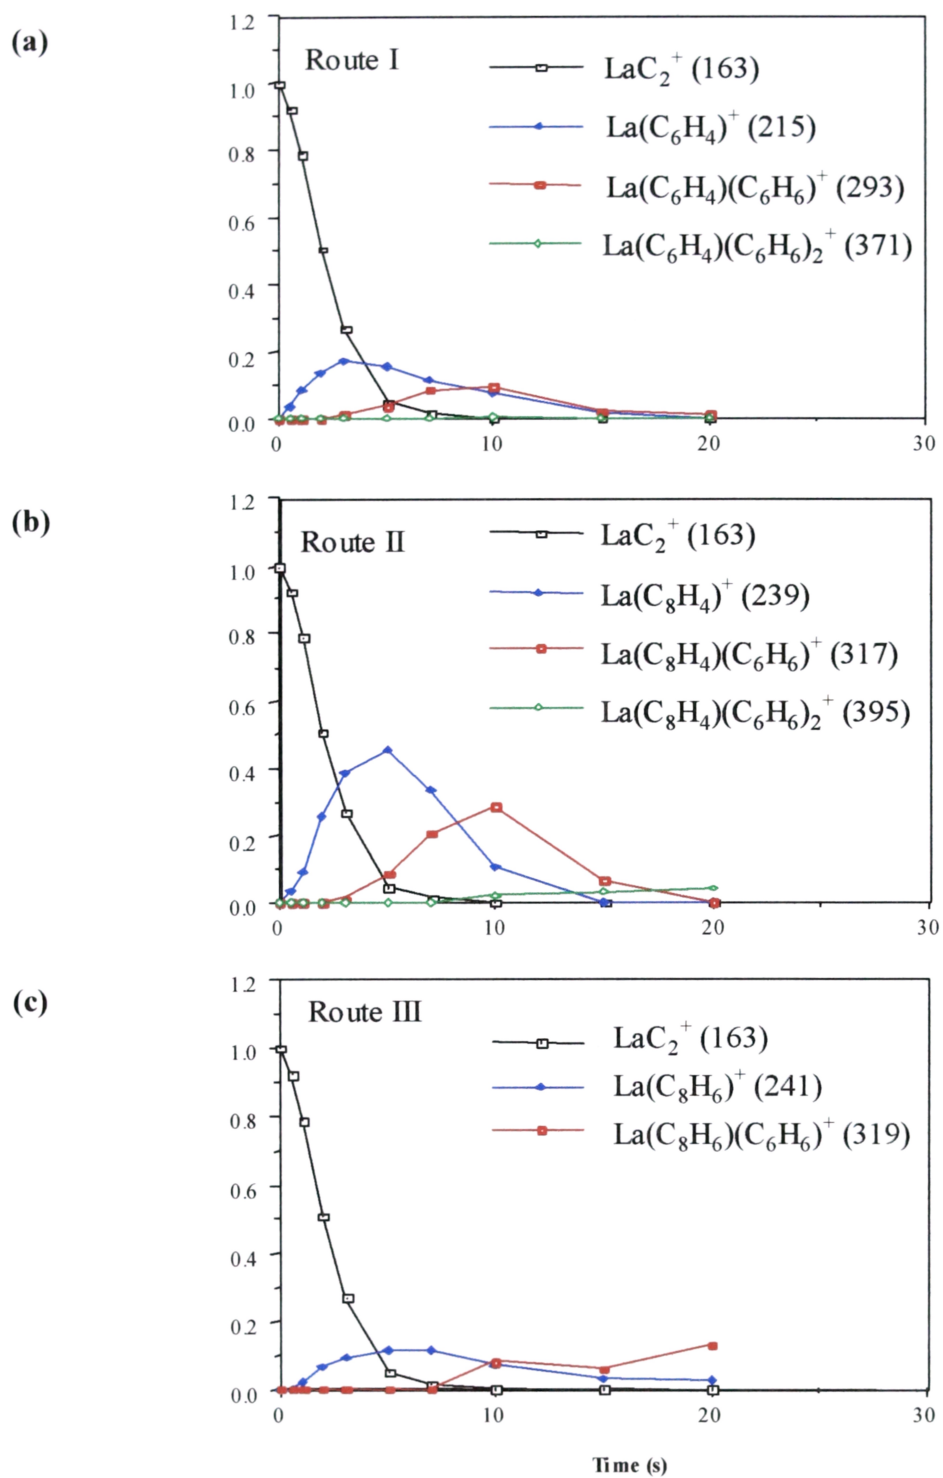 (a)
Route I
LaC₂⁺ (163)
La(C₆H₄)⁺ (215)
La(C₆H₄)(C₆H₆)⁺ (293)
La(C₆H₄)(C₆H₆)₂⁺ (371)
1.2
1.0
0.8
0.6
0.4
0.2
0.0
0 10 20 30
(b)
Route II
LaC₂⁺ (163)
La(C₈H₄)⁺ (239)
La(C₈H₄)(C₆H₆)⁺ (317)
La(C₈H₄)(C₆H₆)₂⁺ (395)
1.2
1.0
0.8
0.6
0.4
0.2
0.0
0 10 20 30
(c)
Route III
LaC₂⁺ (163)
La(C₈H₆)⁺ (241)
La(C₈H₆)(C₆H₆)⁺ (319)
1.2
1.0
0.8
0.6
0.4
0.2
0.0
0 10 20 30
Time (s)